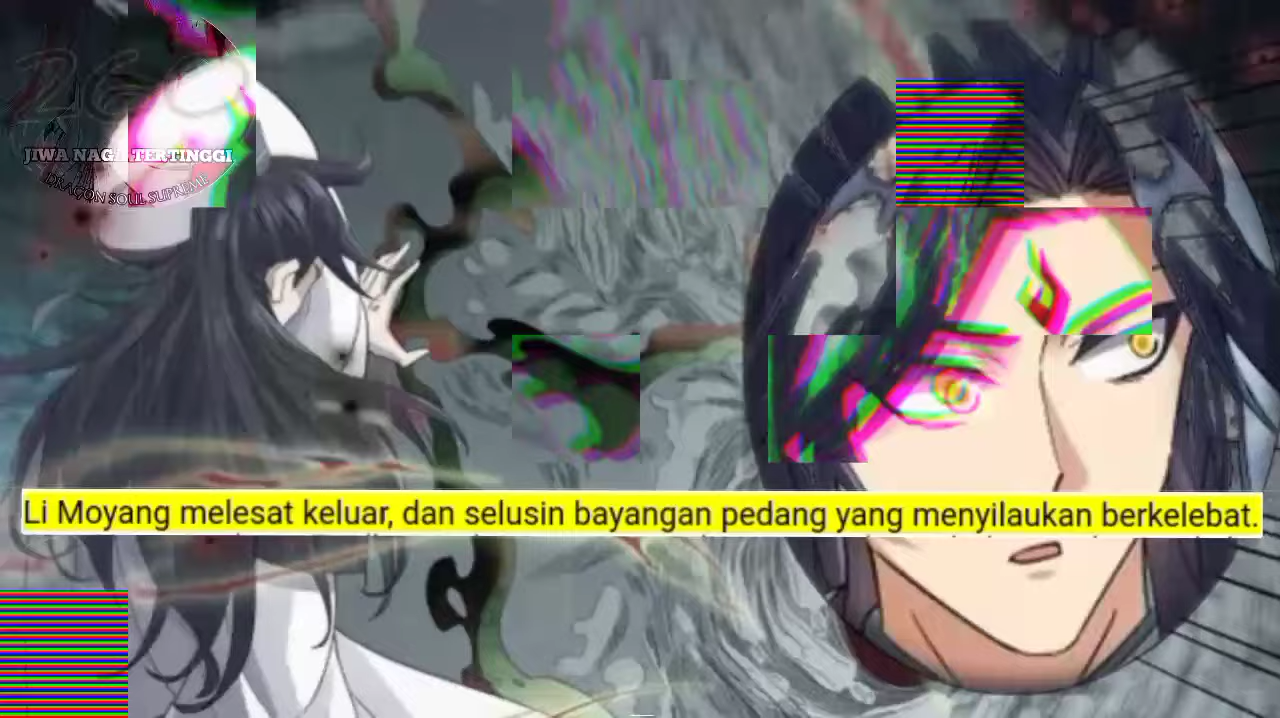 JIWA NAGA TERTINGGI
DRAGON SOUL SUPREME
Li Moyang melesat keluar, dan selusin bayangan pedang yang menyilaukan berkelebat.